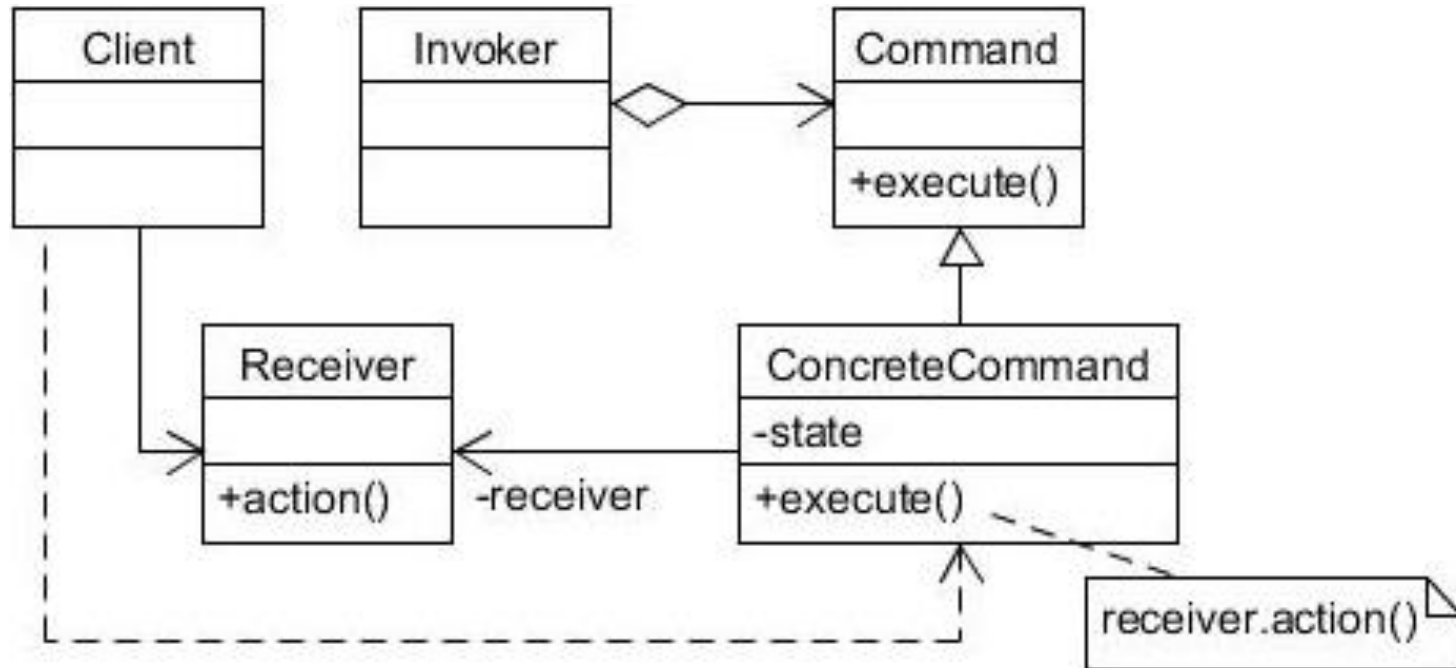 Client
Invoker
Command
+execute()
Receiver
+action()
-receiver
ConcreteCommand
-state
+execute()
receiver.action()